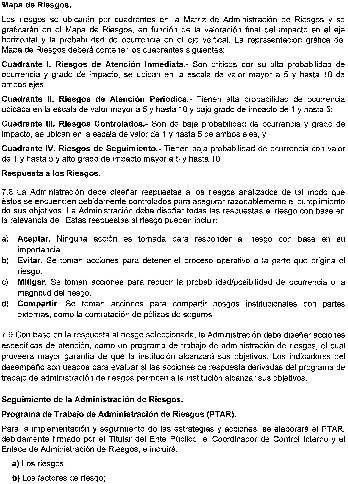 Mapa de Riesgos.
Los riesgos se ubicarán por cuadrantes en la Matriz de Administración de Riesgos y se
graficarán en el Mapa de Riesgos, en función de la valoración final del impacto en el eje
horizontal y la probabilidad de ocurrencia en el eje vertical. La representación gráfica del
Mapa de Riesgos deberá contener los cuadrantes siguientes:
Cuadrante I. Riesgos de Atención Inmediata.- Son críticos por su alta probabilidad de
ocurrencia y grado de impacto, se ubican en la escala de valor mayor a 5 y hasta 10 de
ambos ejes
Cuadrante II. Riesgos de Atención Periódica.- Tienen alta probabilidad de ocurrencia
ubicada en la escala de valor mayor a 5 y hasta 10 y bajo grado de impacto de 1 y hasta 5;
Cuadrante III. Riesgos Controlados.- Son de baja probabilidad de ocurrencia y grado de
impacto, se ubican en la escala de valor de 1 y hasta 5 de ambos ejes, y
Cuadrante IV. Riesgos de Seguimiento.- Tienen baja probabilidad de ocurrencia con valor
de 1 y hasta 5 y alto grado de impacto mayor a 5 y hasta 10
Respuesta a los Riesgos.
7.8 La Administración debe diseñar respuestas a los riesgos analizados de tal modo que
éstos se encuentren debidamente controlados para asegurar razonablemente el cumplimiento
de sus objetivos. La Administración debe diseñar todas las respuestas al riesgo con base en
la relevancia del Estas respuestas al riesgo pueden incluir:
a) Aceptar. Ninguna acción es tomada para responder al riesgo con base en su
importancia
b) Evitar. Se toman acciones para detener el proceso operativo o la parte que origina el
riesgo.
c) Mitigar. Se toman acciones para reducir la probabilidad/posibilidad de ocurrencia o la
magnitud del riesgo.
d) Compartir. Se toman acciones para compartir riesgos institucionales con partes
externas, como la contratación de pólizas de seguros
7.9 Con base en la respuesta al riesgo seleccionada, la Administración debe diseñar acciones
específicas de atención, como un programa de trabajo de administración de riesgos, el cual
proveerá mayor garantía de que la institución alcanzará sus objetivos. Los indicadores del
desempeño son usados para evaluar si las acciones de respuesta derivadas del programa de
trabajo de administración de riesgos permiten a la institución alcanzar sus objetivos.
Seguimiento de la Administración de Riesgos.
Programa de Trabajo de Administración de Riesgos (PTAR).
Para la implementación y seguimiento de las estrategias y acciones, se elaborará el PTAR,
debidamente firmado por el Titular del Ente Público, el Coordinador de Control Interno y el
Enlace de Administración de Riesgos, e incluirá:
a) Los riesgos
b) Los factores de riesgo;